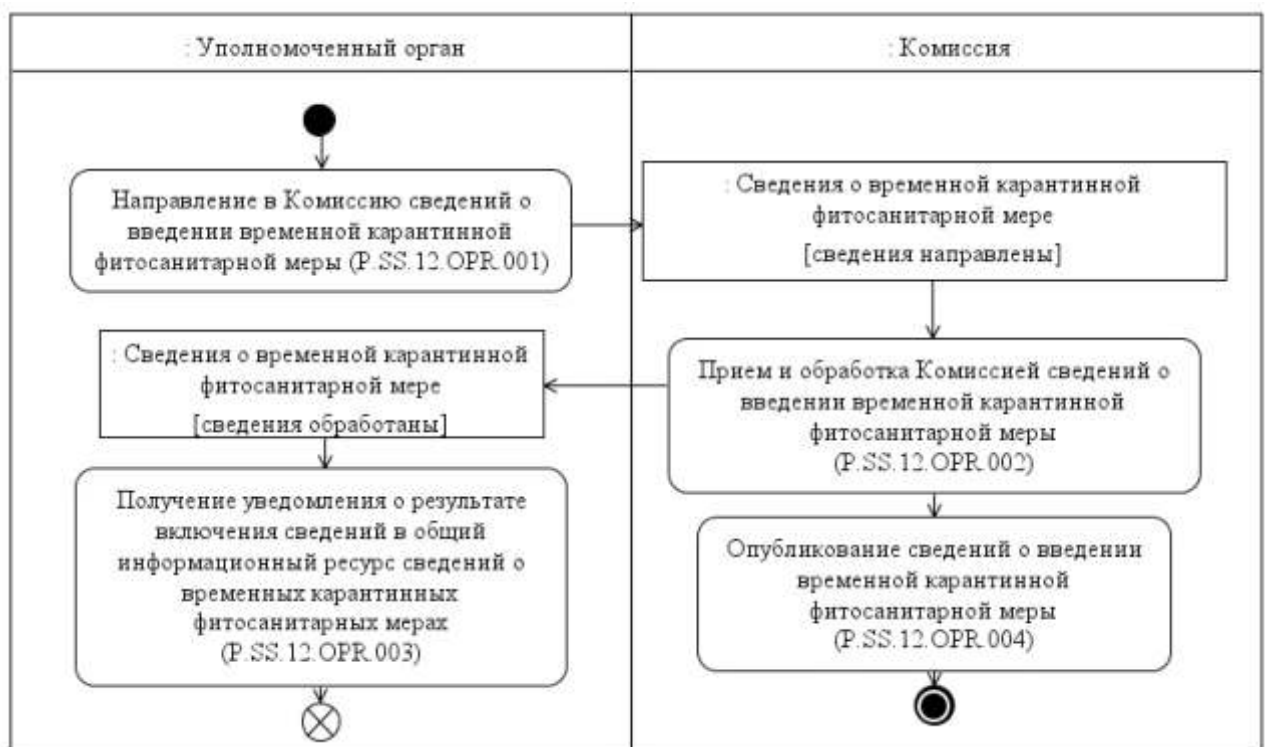 : Уполномоченный орган
: Комиссия
Направление в Комиссию сведений о
введении временной карантинной
фитосанитарной меры (P.SS.12.OPR.001)
: Сведения о временной карантинной
фитосанитарной мере
[сведения направлены]
: Сведения о временной карантинной
фитосанитарной мере
[сведения обработаны]
Прием и обработка Комиссией сведений о
введении временной карантинной
фитосанитарной меры
(P.SS.12.OPR.002)
Получение уведомления о результате
включения сведений в общий
информационный ресурс сведений о
временных карантинных
фитосанитарных мерах
(P.SS.12.OPR.003)
Опубликование сведений о введении
временной карантинной
фитосанитарной меры
(P.SS.12.OPR.004)